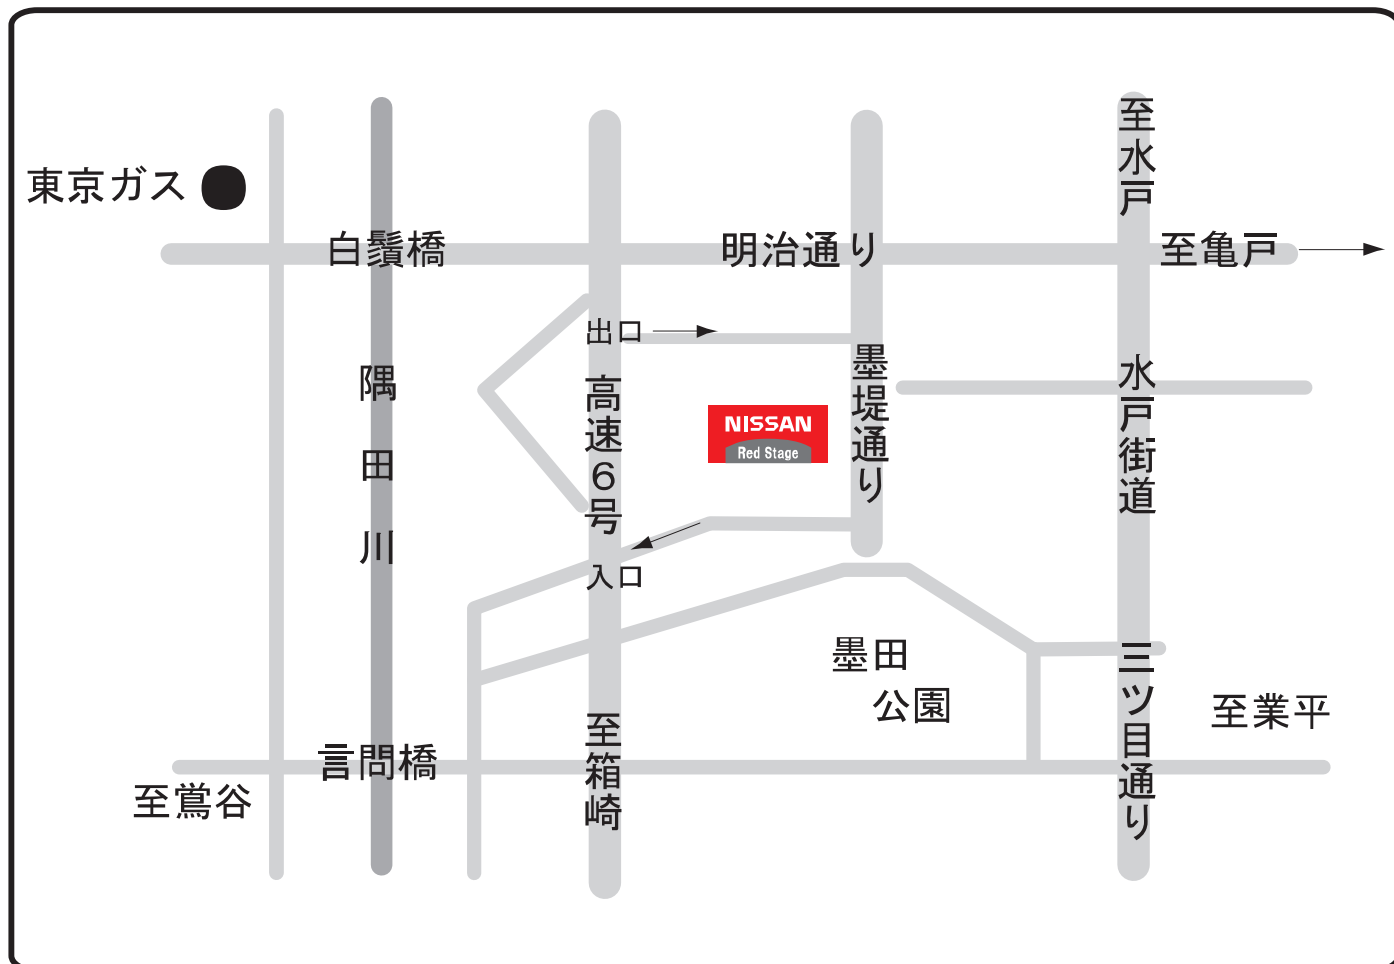 至水戸
東京ガス
白鬚橋
明治通り
至亀戸
出口
隅田川
高速6号
墨堤通り
水戸街道
NISSAN
Red Stage
入口
墨田
公園
三ツ目通り
至業平
至箱崎
言問橋
至鶯谷